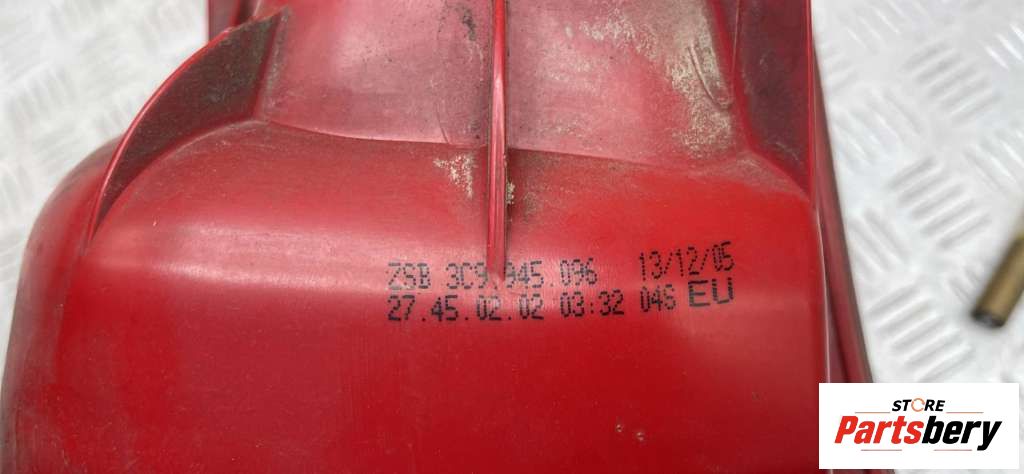 ZSB 3C9.945.096 13/12/05
27.45.02.02 03:32 04S EU
STORE
Partsbery